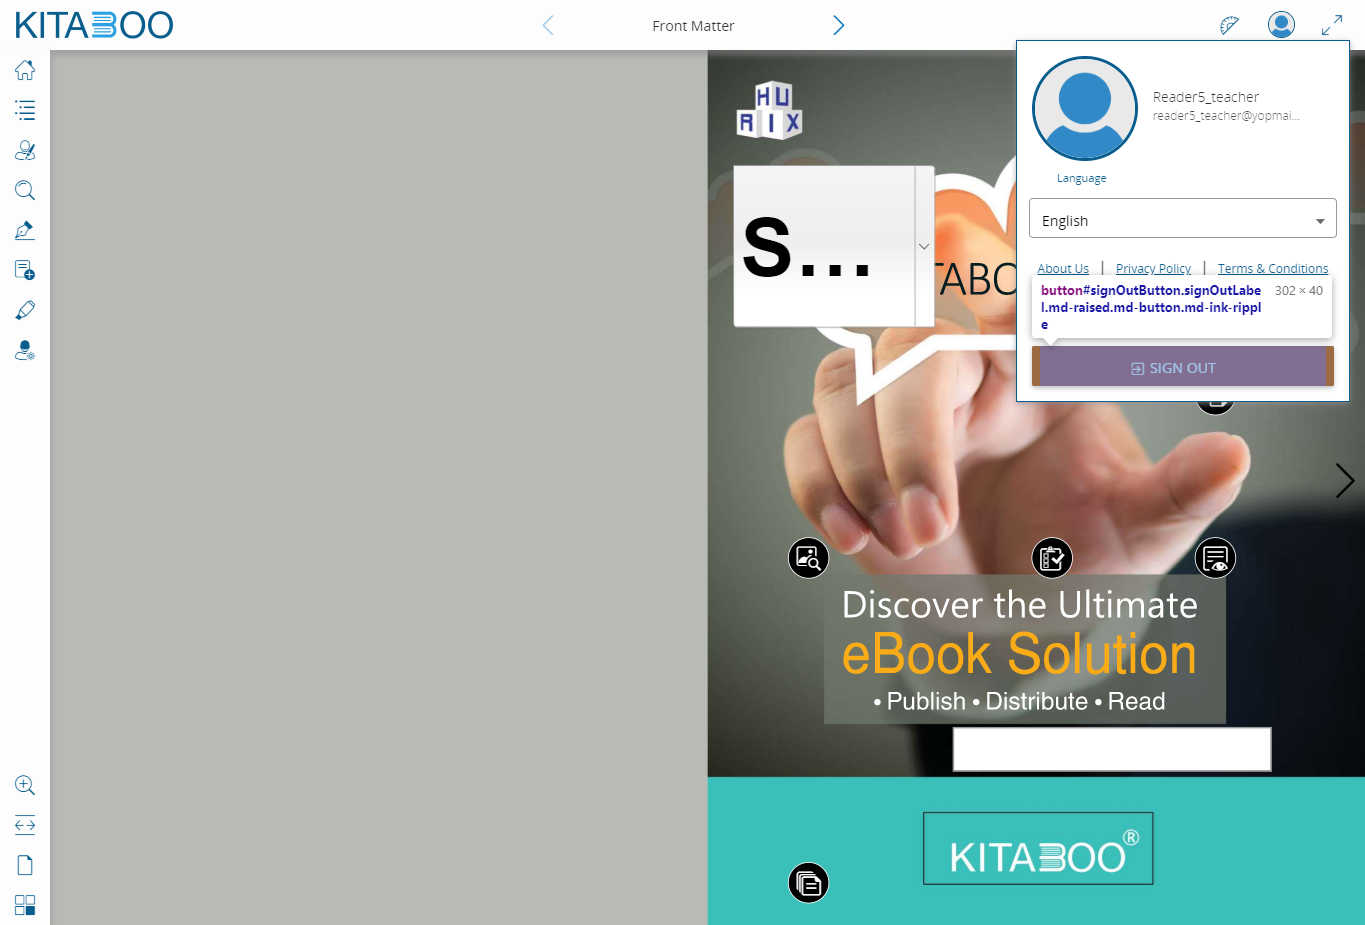 KITABOO
Front Matter
Reader5_teacher
reader5_teacher@yopmai...
Language
English
About Us | Privacy Policy | Terms & Conditions
button#signOutButton.signOutLabe
l.md-raised.md-button.md-ink-rippl
e
302 × 40
SIGN OUT
HU
RIX
S...
TABO
Discover the Ultimate
eBook Solution
• Publish • Distribute • Read
KITABOO®